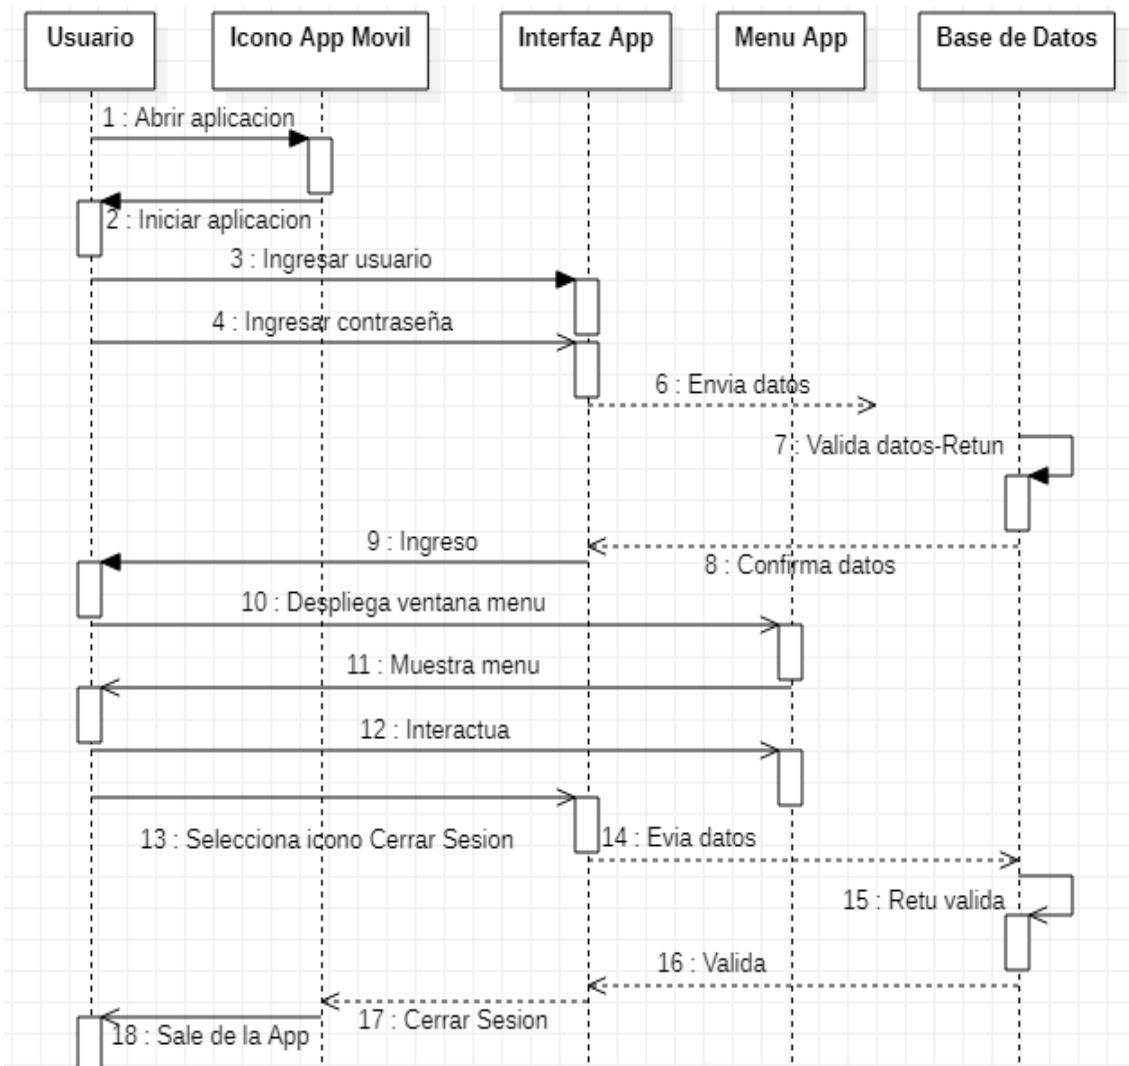 Usuario
Icono App Movil
Interfaz App
Menu App
Base de Datos
1 : Abrir aplicacion
2 : Iniciar aplicacion
3 : Ingresar usuario
4 : Ingresar contraseña
6 : Envia datos
7 : Valida datos-Retun
9 : Ingreso
8 : Confirma datos
10 : Despliega ventana menu
11 : Muestra menu
12 : Interactua
13 : Selecciona icono Cerrar Sesion
14 : Evia datos
15 : Retu valida
16 : Valida
17 : Cerrar Sesion
18 : Sale de la App